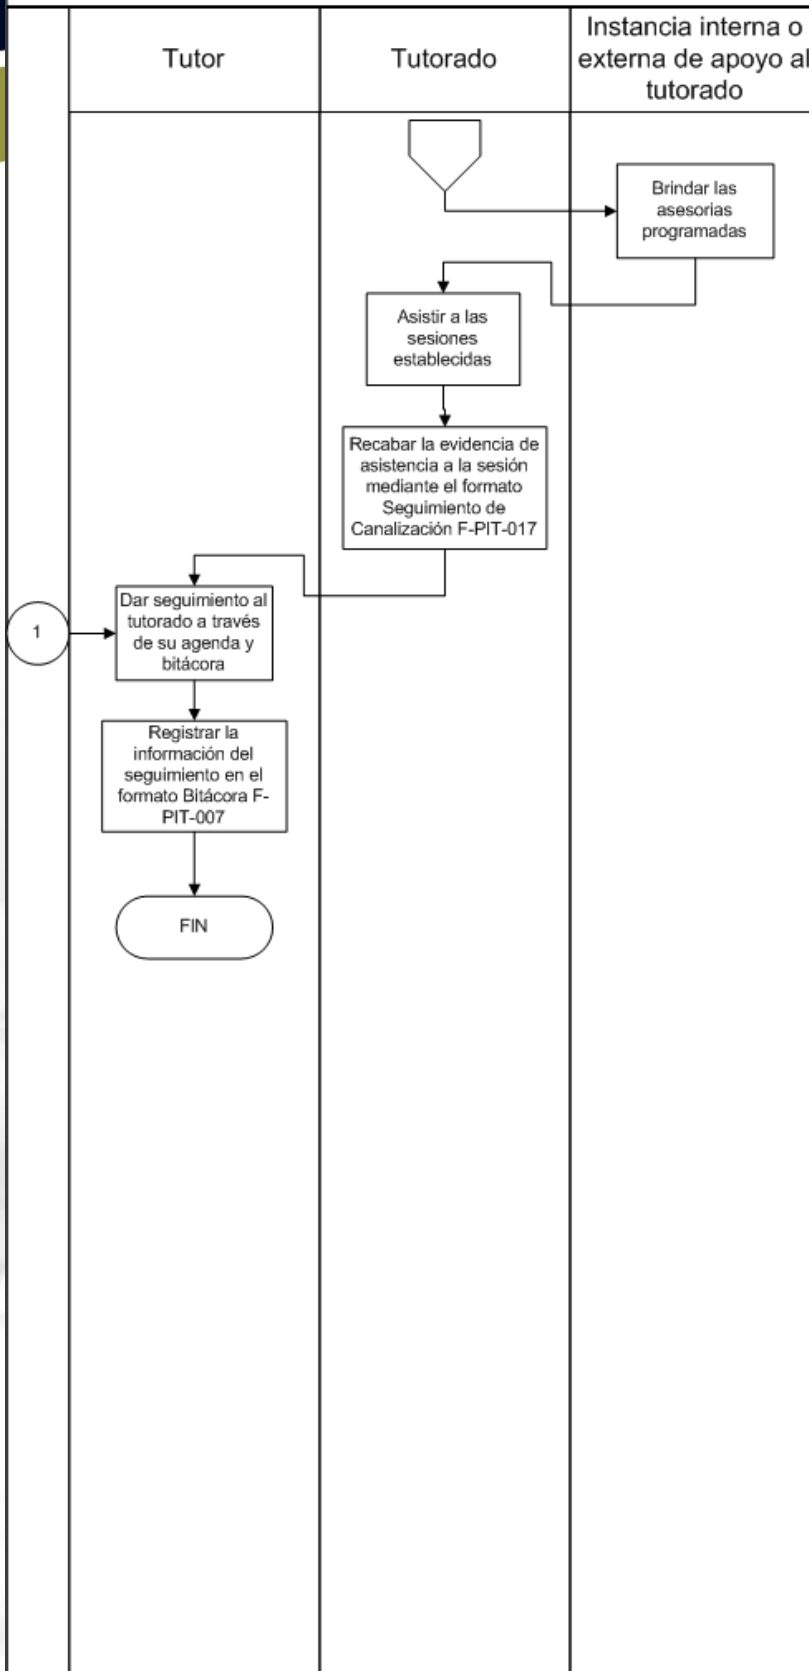 Tutor
Tutorado
Instancia interna o
externa de apoyo al
tutorado
Brindar las
asesorias
programadas
Asistir a las
sesiones
establecidas
Recabar la evidencia de
asistencia a la sesión
mediante el formato
Seguimiento de
Canalización F-PIT-017
1
Dar seguimiento al
tutorado a través
de su agenda y
bitácora
Registrar la
información del
seguimiento en el
formato Bitácora F-
PIT-007
FIN